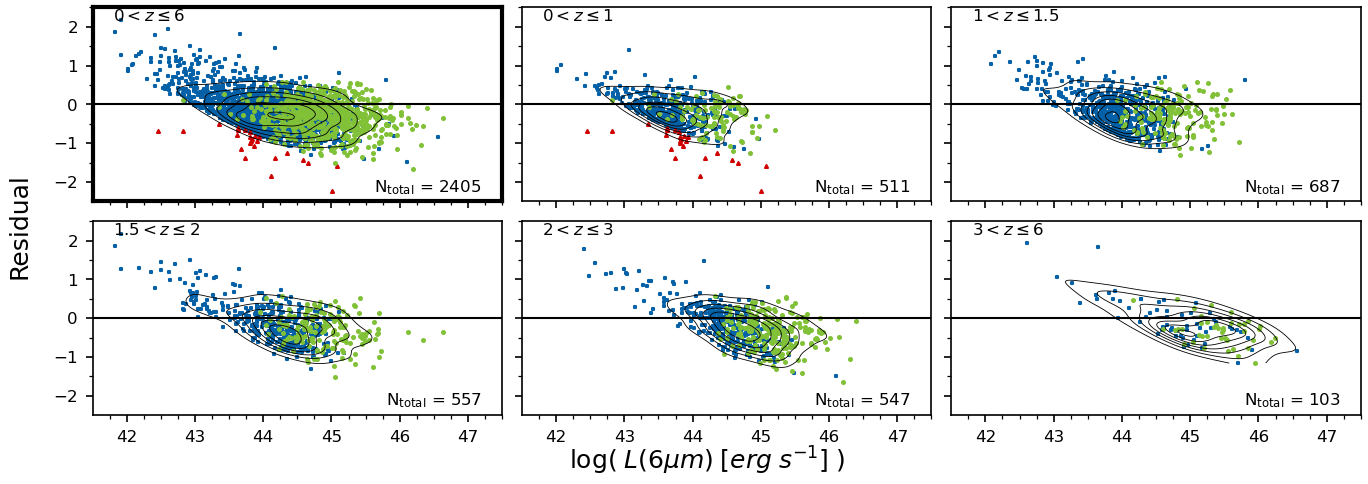 0 < z ≤ 6
0 < z ≤ 1
1 < z ≤ 1.5
2
1
0
−1
−2
N_total = 2405
N_total = 511
N_total = 687
Residual
1.5 < z ≤ 2
2 < z ≤ 3
3 < z ≤ 6
2
1
0
−1
−2
N_total = 557
N_total = 547
N_total = 103
42 43 44 45 46 47
42 43 44 45 46 47
42 43 44 45 46 47
log( L(6μm) [erg s⁻¹] )